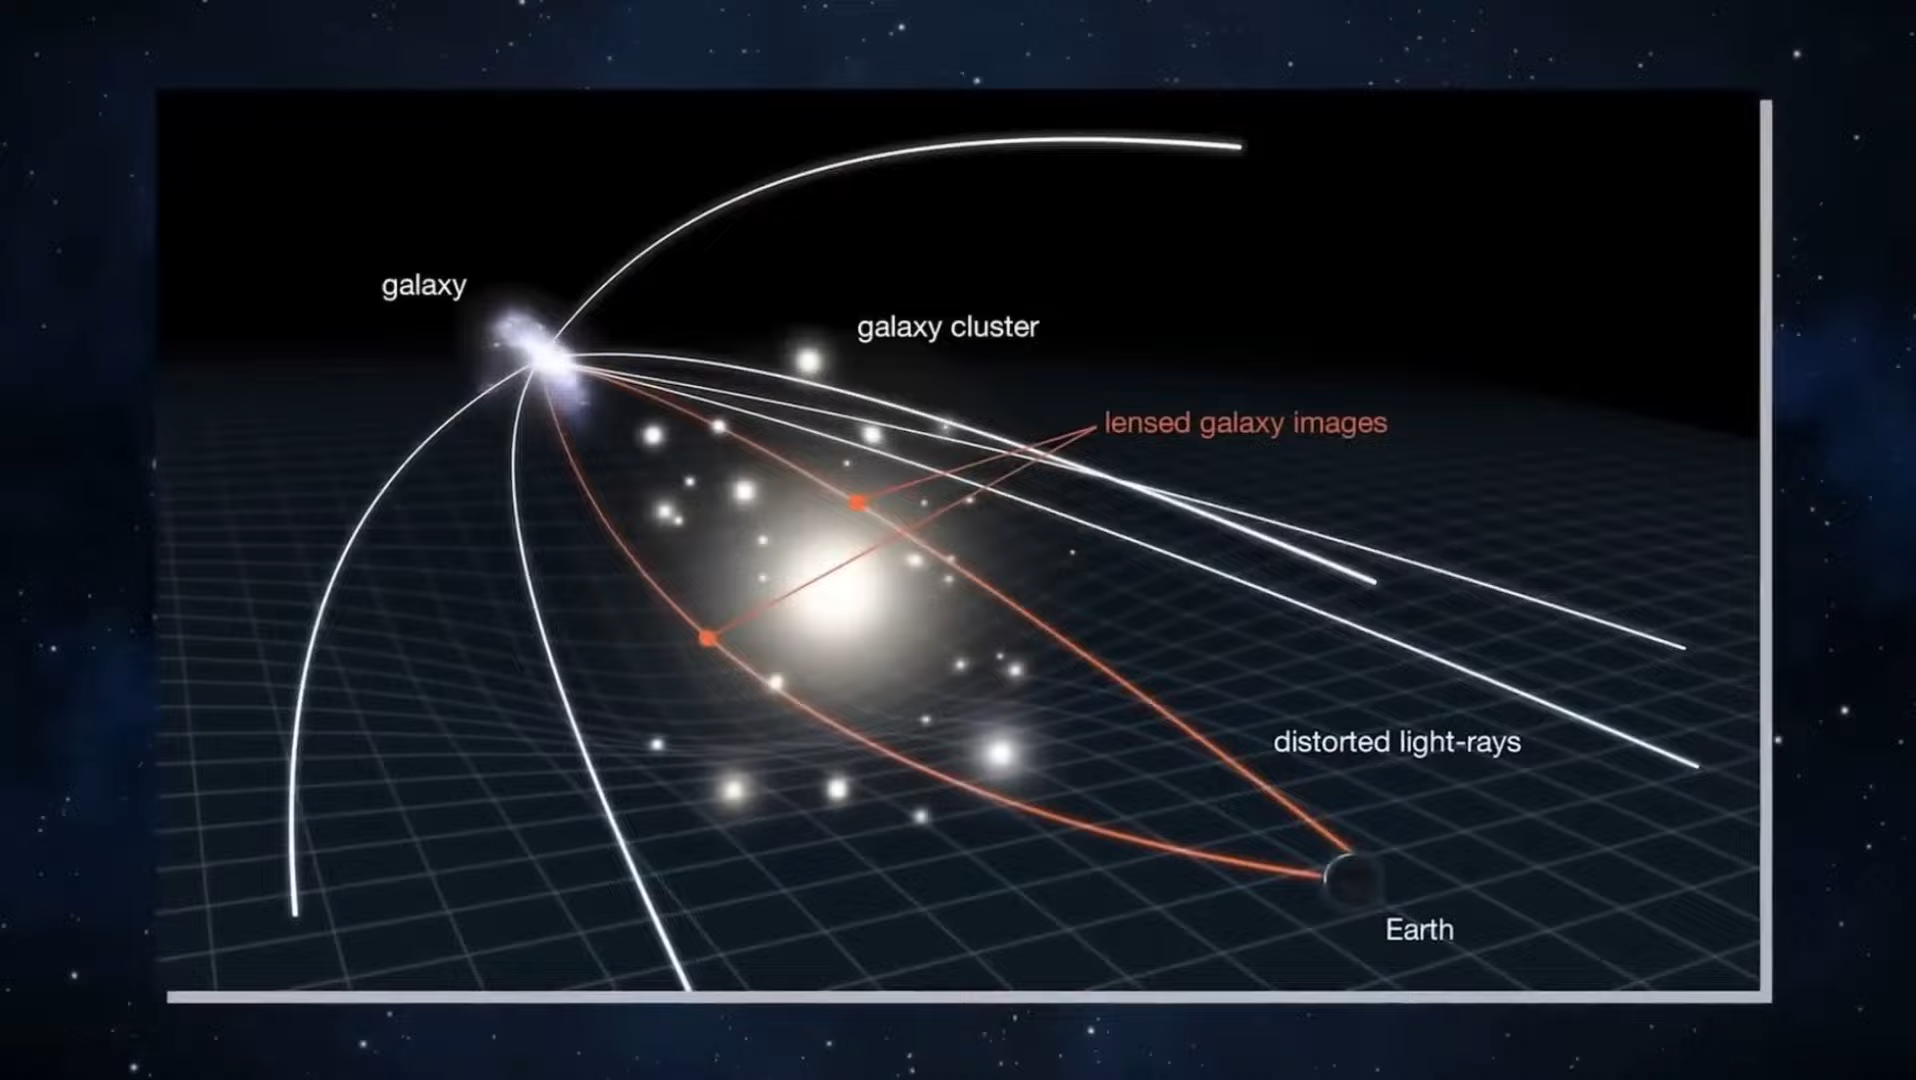 galaxy
galaxy cluster
lensed galaxy images
distorted light-rays
Earth